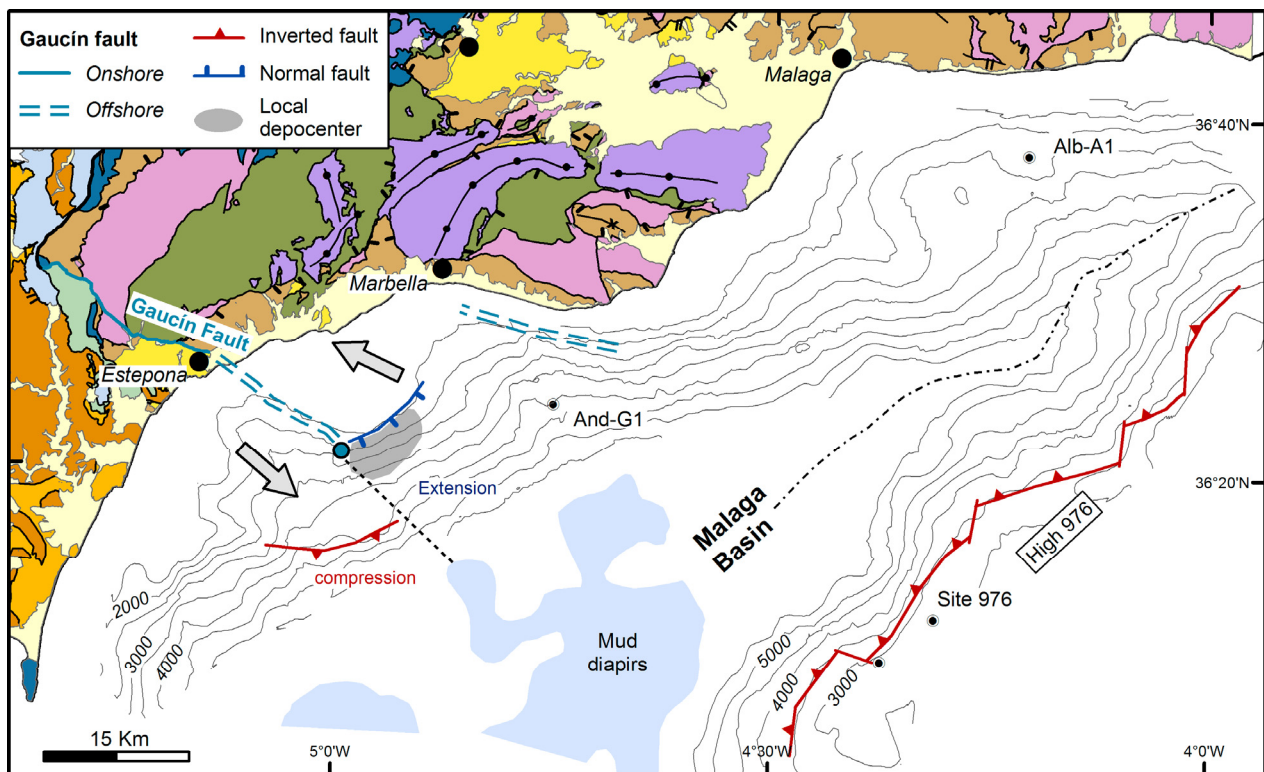 Gaucín fault
Onshore
Offshore
Inverted fault
Normal fault
Local
depocenter
Malaga
36°40'N
Alb-A1
Marbella
Gaucín Fault
Estepona
And-G1
Extension
36°20'N
Malaga
Basin
High 976
compression
Site 976
2000
3000
4000
Mud
diapirs
5000
4000
3000
15 Km
5°0'W
4°30'W
4°0'W